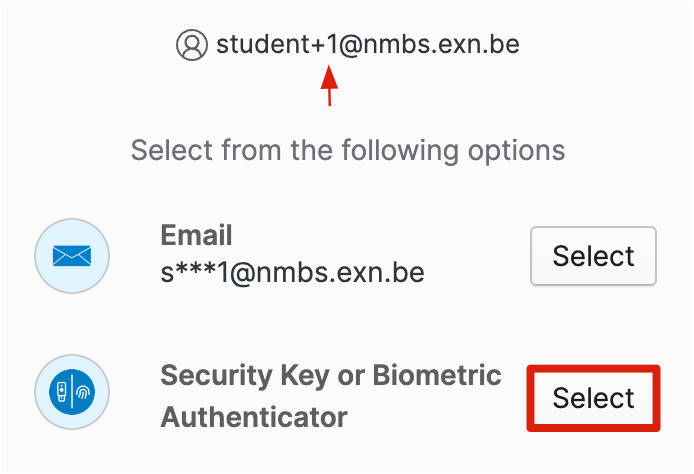 student+1@nmbs.exn.be
Select from the following options
Email
s***1@nmbs.exn.be
Select
Security Key or Biometric
Authenticator
Select